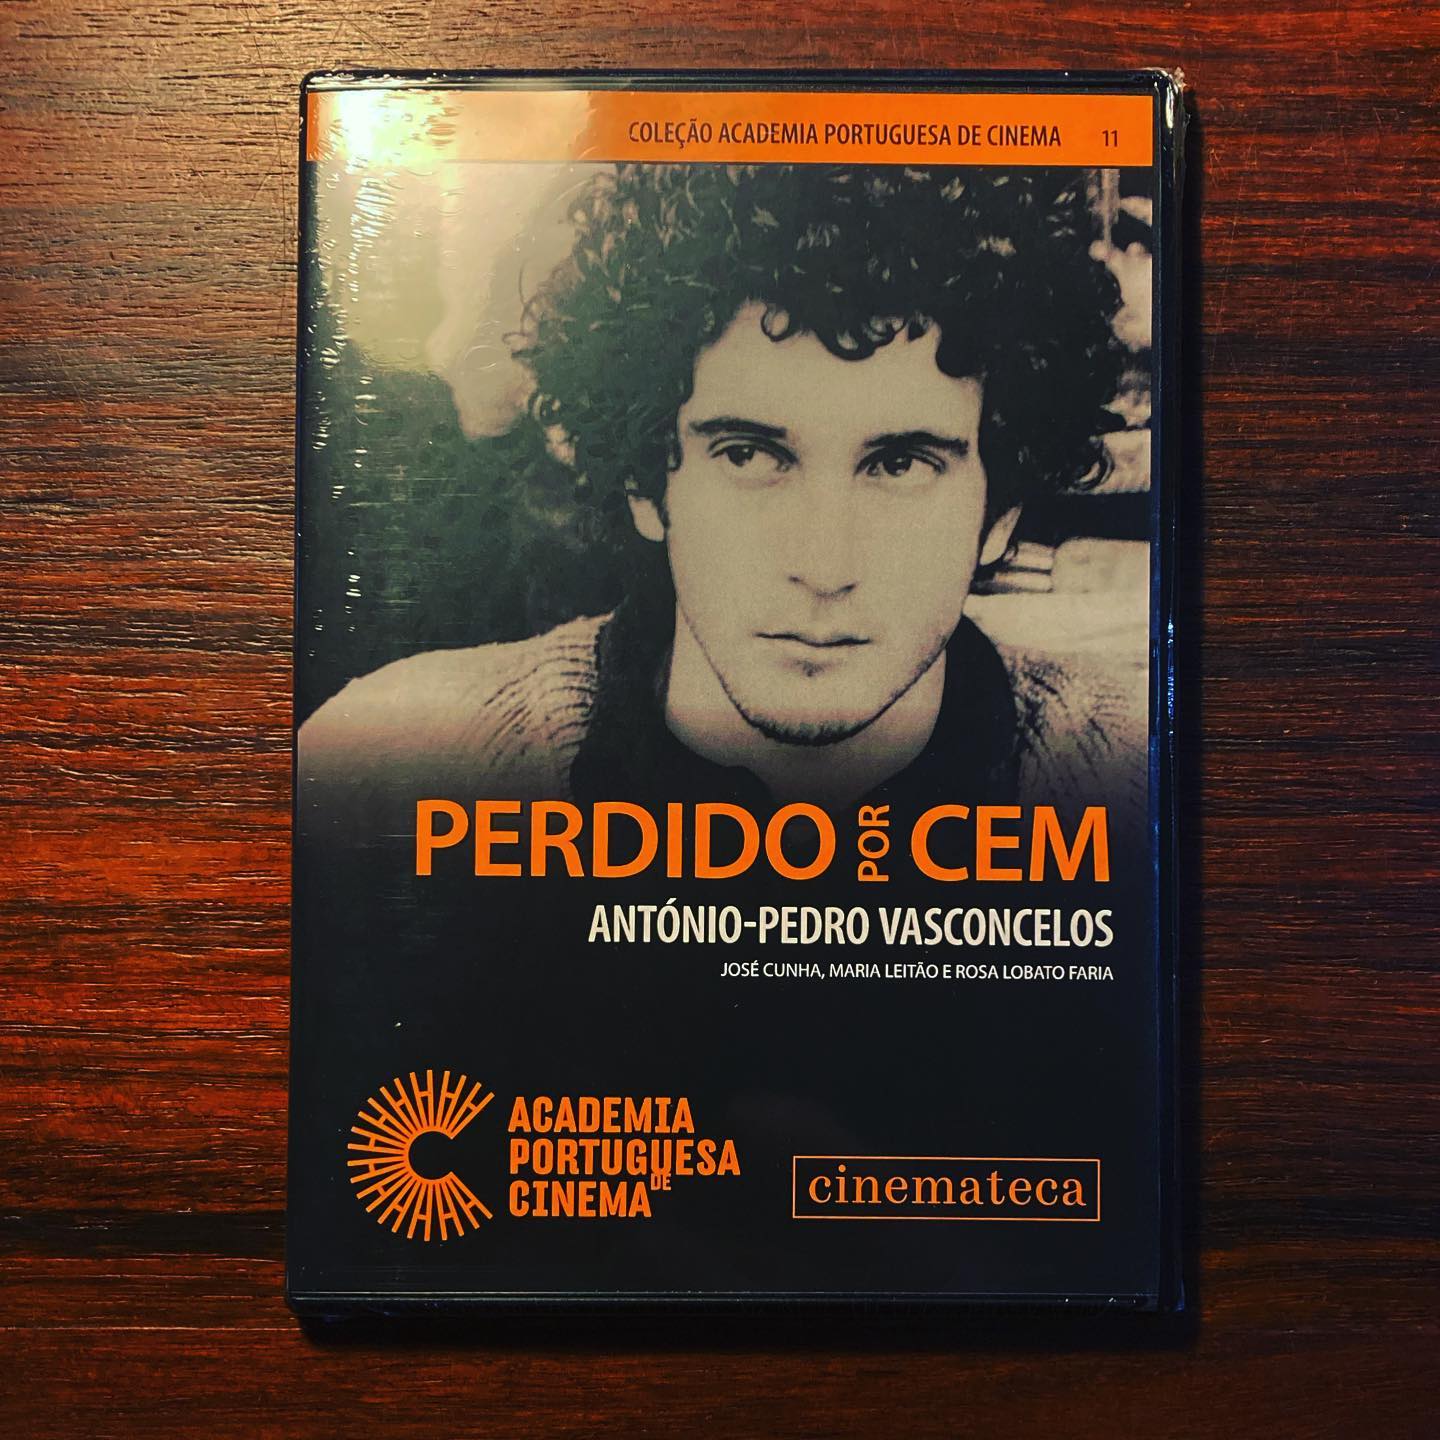 COLEÇÃO ACADEMIA PORTUGUESA DE CINEMA 11
PERDIDO POR CEM
ANTÓNIO-PEDRO VASCONCELOS
JOSÉ CUNHA, MARIA LEITÃO E ROSA LOBATO FARIA
ACADEMIA
PORTUGUESA
DE
CINEMA
cinemateca